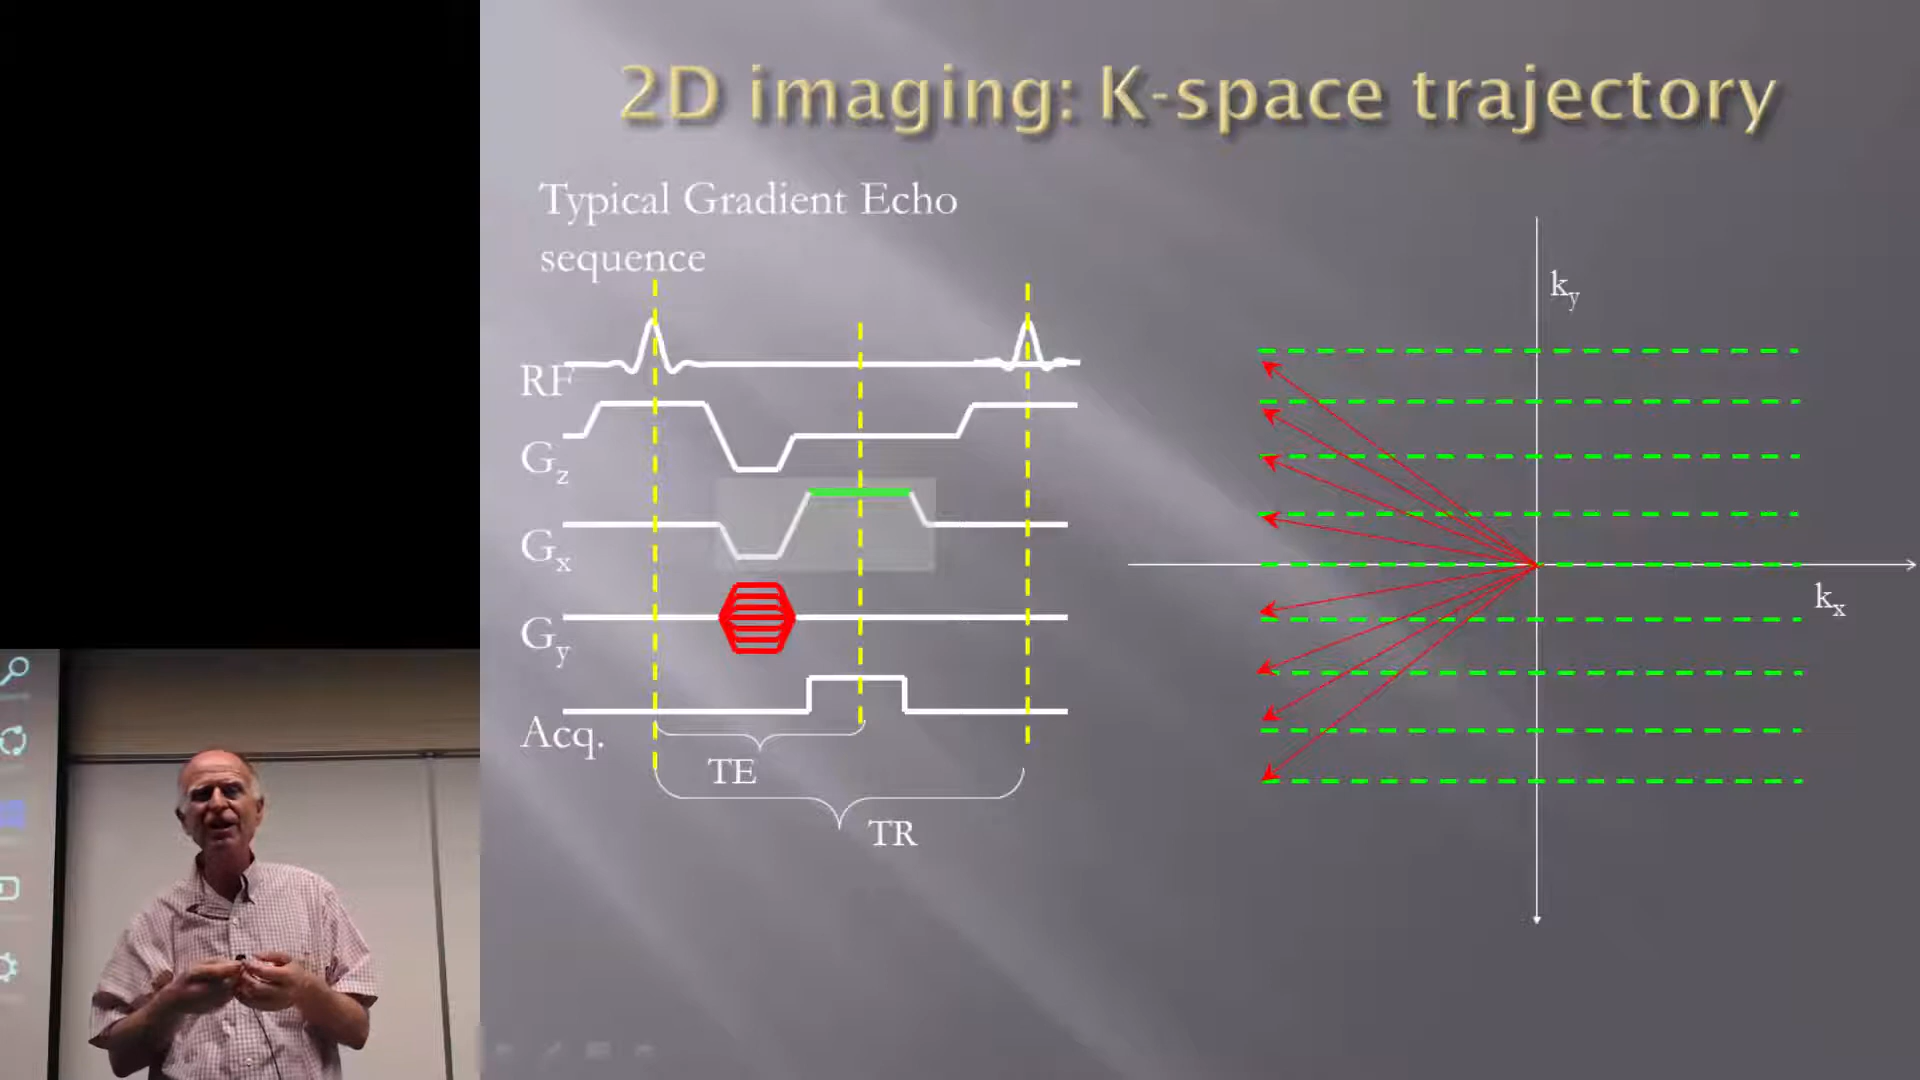 2D imaging: K-space trajectory
Typical Gradient Echo
sequence
RF
Gz
Gx
Gy
Acq.
TE
TR
ky
kx